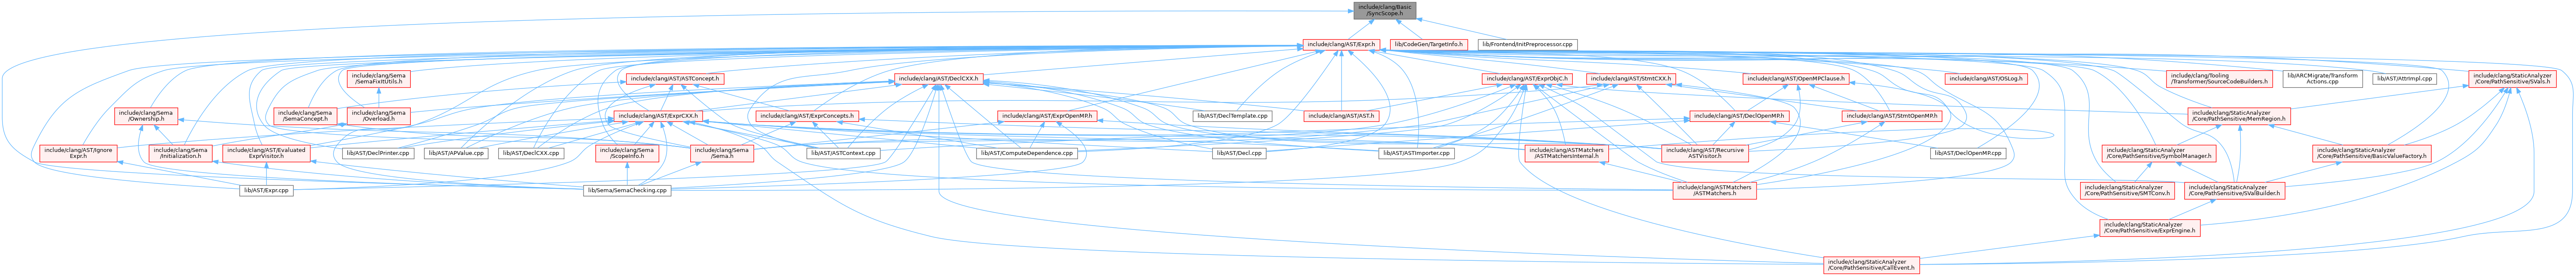 include/clang/Basic
/SyncScope.h
include/clang/AST/Expr.h
lib/CodeGen/TargetInfo.h
lib/Frontend/InitPreprocessor.cpp
include/clang/Sema
/SemaFixItUtils.h
include/clang/AST/ASTConcept.h
include/clang/AST/DeclCXX.h
include/clang/AST/ExprObjC.h
include/clang/AST/StmtCXX.h
include/clang/AST/OpenMPClause.h
include/clang/AST/OSLog.h
include/clang/Tooling
/Transformer/SourceCodeBuilders.h
lib/ARCMigrate/Transform
Actions.cpp
lib/AST/AttrImpl.cpp
include/clang/StaticAnalyzer
/Core/PathSensitive/SVals.h
include/clang/Sema
/Ownership.h
include/clang/Sema
/SemaConcept.h
include/clang/Sema
/Overload.h
include/clang/AST/ExprCXX.h
include/clang/AST/ExprConcepts.h
include/clang/AST/ExprOpenMP.h
lib/AST/DeclTemplate.cpp
include/clang/AST/AST.h
include/clang/AST/DeclOpenMP.h
include/clang/AST/StmtOpenMP.h
include/clang/StaticAnalyzer
/Core/PathSensitive/MemRegion.h
include/clang/AST/Ignore
Expr.h
include/clang/Sema
/Initialization.h
include/clang/AST/Evaluated
ExprVisitor.h
lib/AST/DeclPrinter.cpp
lib/AST/APValue.cpp
lib/AST/DeclCXX.cpp
include/clang/Sema
/ScopeInfo.h
include/clang/Sema
/Sema.h
lib/AST/ASTContext.cpp
lib/AST/ComputeDependence.cpp
lib/AST/Decl.cpp
lib/AST/ASTImporter.cpp
include/clang/ASTMatchers
/ASTMatchersInternal.h
include/clang/AST/Recursive
ASTVisitor.h
lib/AST/DeclOpenMP.cpp
include/clang/StaticAnalyzer
/Core/PathSensitive/SymbolManager.h
include/clang/StaticAnalyzer
/Core/PathSensitive/BasicValueFactory.h
lib/AST/Expr.cpp
lib/Sema/SemaChecking.cpp
include/clang/ASTMatchers
/ASTMatchers.h
include/clang/StaticAnalyzer
/Core/PathSensitive/SMTConv.h
include/clang/StaticAnalyzer
/Core/PathSensitive/SValBuilder.h
include/clang/StaticAnalyzer
/Core/PathSensitive/ExprEngine.h
include/clang/StaticAnalyzer
/Core/PathSensitive/CallEvent.h